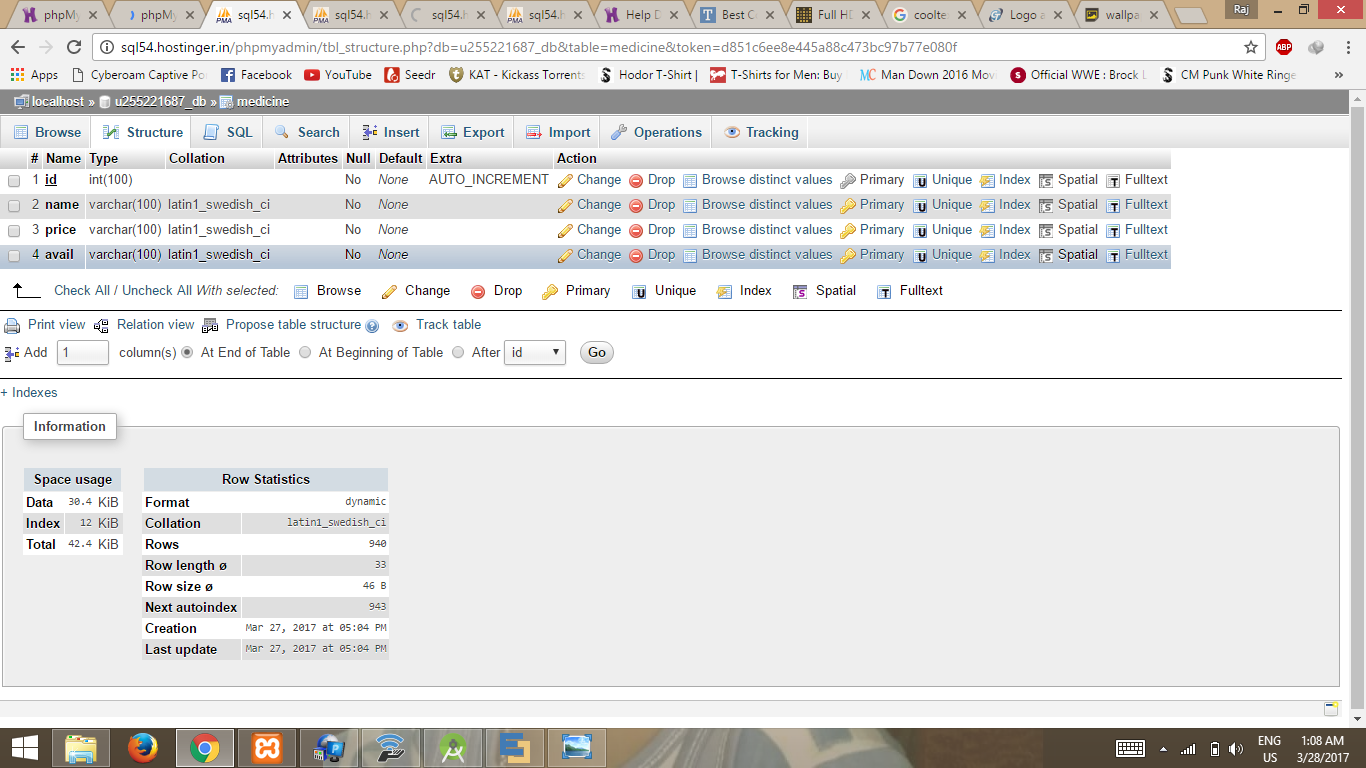 phpMy
phpMy
sql54.h
sql54.h
sql54.h
sql54.h
Help D
Best Co
Full HD
coolte
Logo a
wallpa
Raj
sql54.hostinger.in/phpmyadmin/tbl_structure.php?db=u255221687_db&table=medicine&token=d851c6ee8e445a88c473bc97b77e080f
ABP
Apps Cyberoam Captive Po Facebook YouTube Seedr KAT - Kickass Torrents Hodor T-Shirt | T-Shirts for Men: Buy MC Man Down 2016 Movi Official WWE : Brock L CM Punk White Ringe »
localhost » u255221687_db » medicine
Browse Structure SQL Search Insert Export Import Operations Tracking
# Name Type Collation Attributes Null Default Extra Action
1 id int(100) No None AUTO_INCREMENT Change Drop Browse distinct values Primary Unique Index Spatial Fulltext
2 name varchar(100) latin1_swedish_ci No None Change Drop Browse distinct values Primary Unique Index Spatial Fulltext
3 price varchar(100) latin1_swedish_ci No None Change Drop Browse distinct values Primary Unique Index Spatial Fulltext
4 avail varchar(100) latin1_swedish_ci No None Change Drop Browse distinct values Primary Unique Index Spatial Fulltext
Check All / Uncheck All With selected: Browse Change Drop Primary Unique Index Spatial Fulltext
Print view Relation view Propose table structure Track table
Add 1 column(s) At End of Table At Beginning of Table After id Go
+ Indexes
Information
Space usage
Data 30.4 KiB
Index 12 KiB
Total 42.4 KiB
Row Statistics
Format dynamic
Collation latin1_swedish_ci
Rows 940
Row length ø 33
Row size ø 46 B
Next autoindex 943
Creation Mar 27, 2017 at 05:04 PM
Last update Mar 27, 2017 at 05:04 PM
ENG 1:08 AM
US 3/28/2017